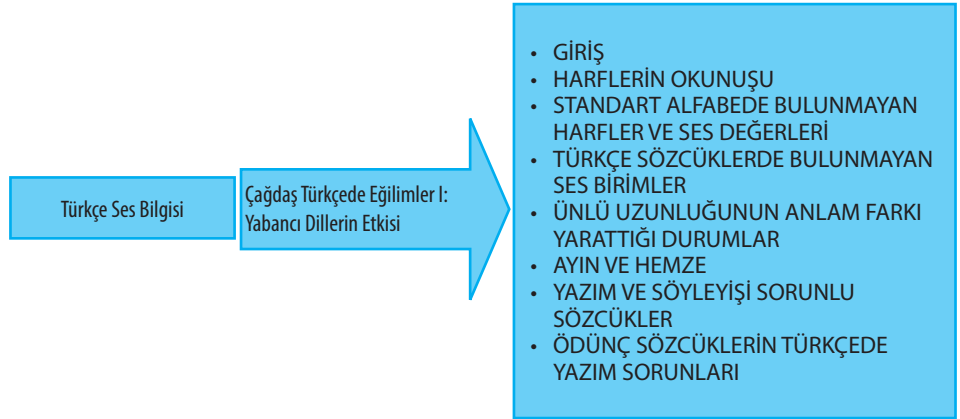 Türkçe Ses Bilgisi
Çağdaş Türkçede Eğilimler I:
Yabancı Dillerin Etkisi
• GİRİŞ
• HARFLERİN OKUNUŞU
• STANDART ALFABEDE BULUNMAYAN
HARFLER VE SES DEĞERLERİ
• TÜRKÇE SÖZCÜKLERDE BULUNMAYAN
SES BİRİMLER
• ÜNLÜ UZUNLUĞUNUN ANLAM FARKI
YARATTIĞI DURUMLAR
• AYIN VE HEMZE
• YAZIM VE SÖYLEYİŞİ SORUNLU
SÖZCÜKLER
• ÖDÜNÇ SÖZCÜKLERİN TÜRKÇEDE
YAZIM SORUNLARI